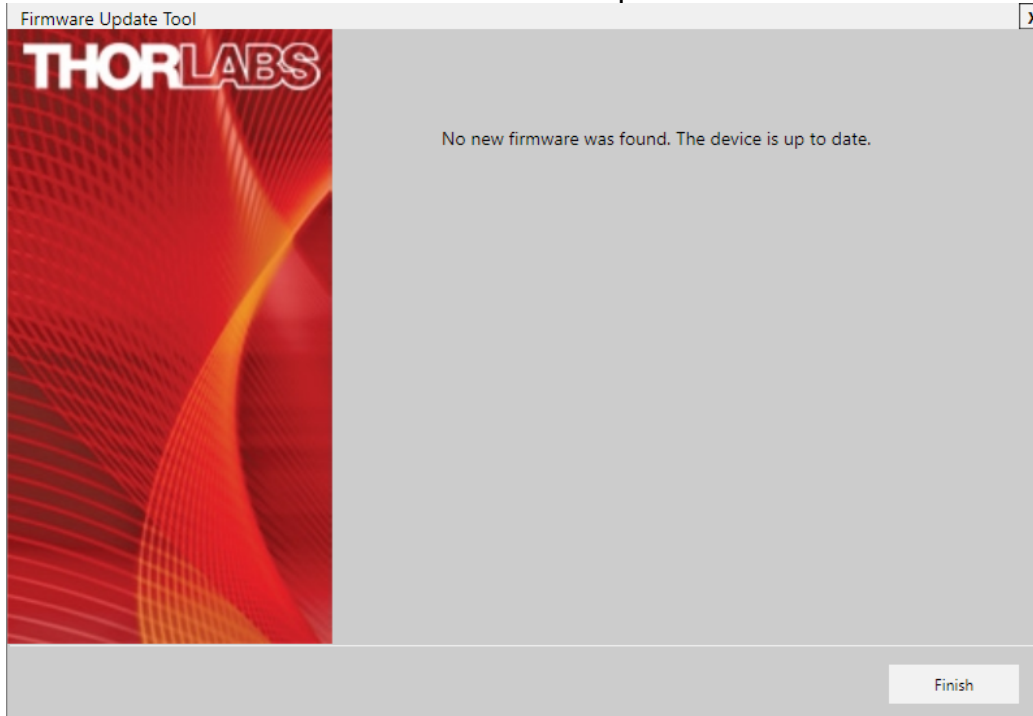 Firmware Update Tool
X
THORLABS
No new firmware was found. The device is up to date.
Finish